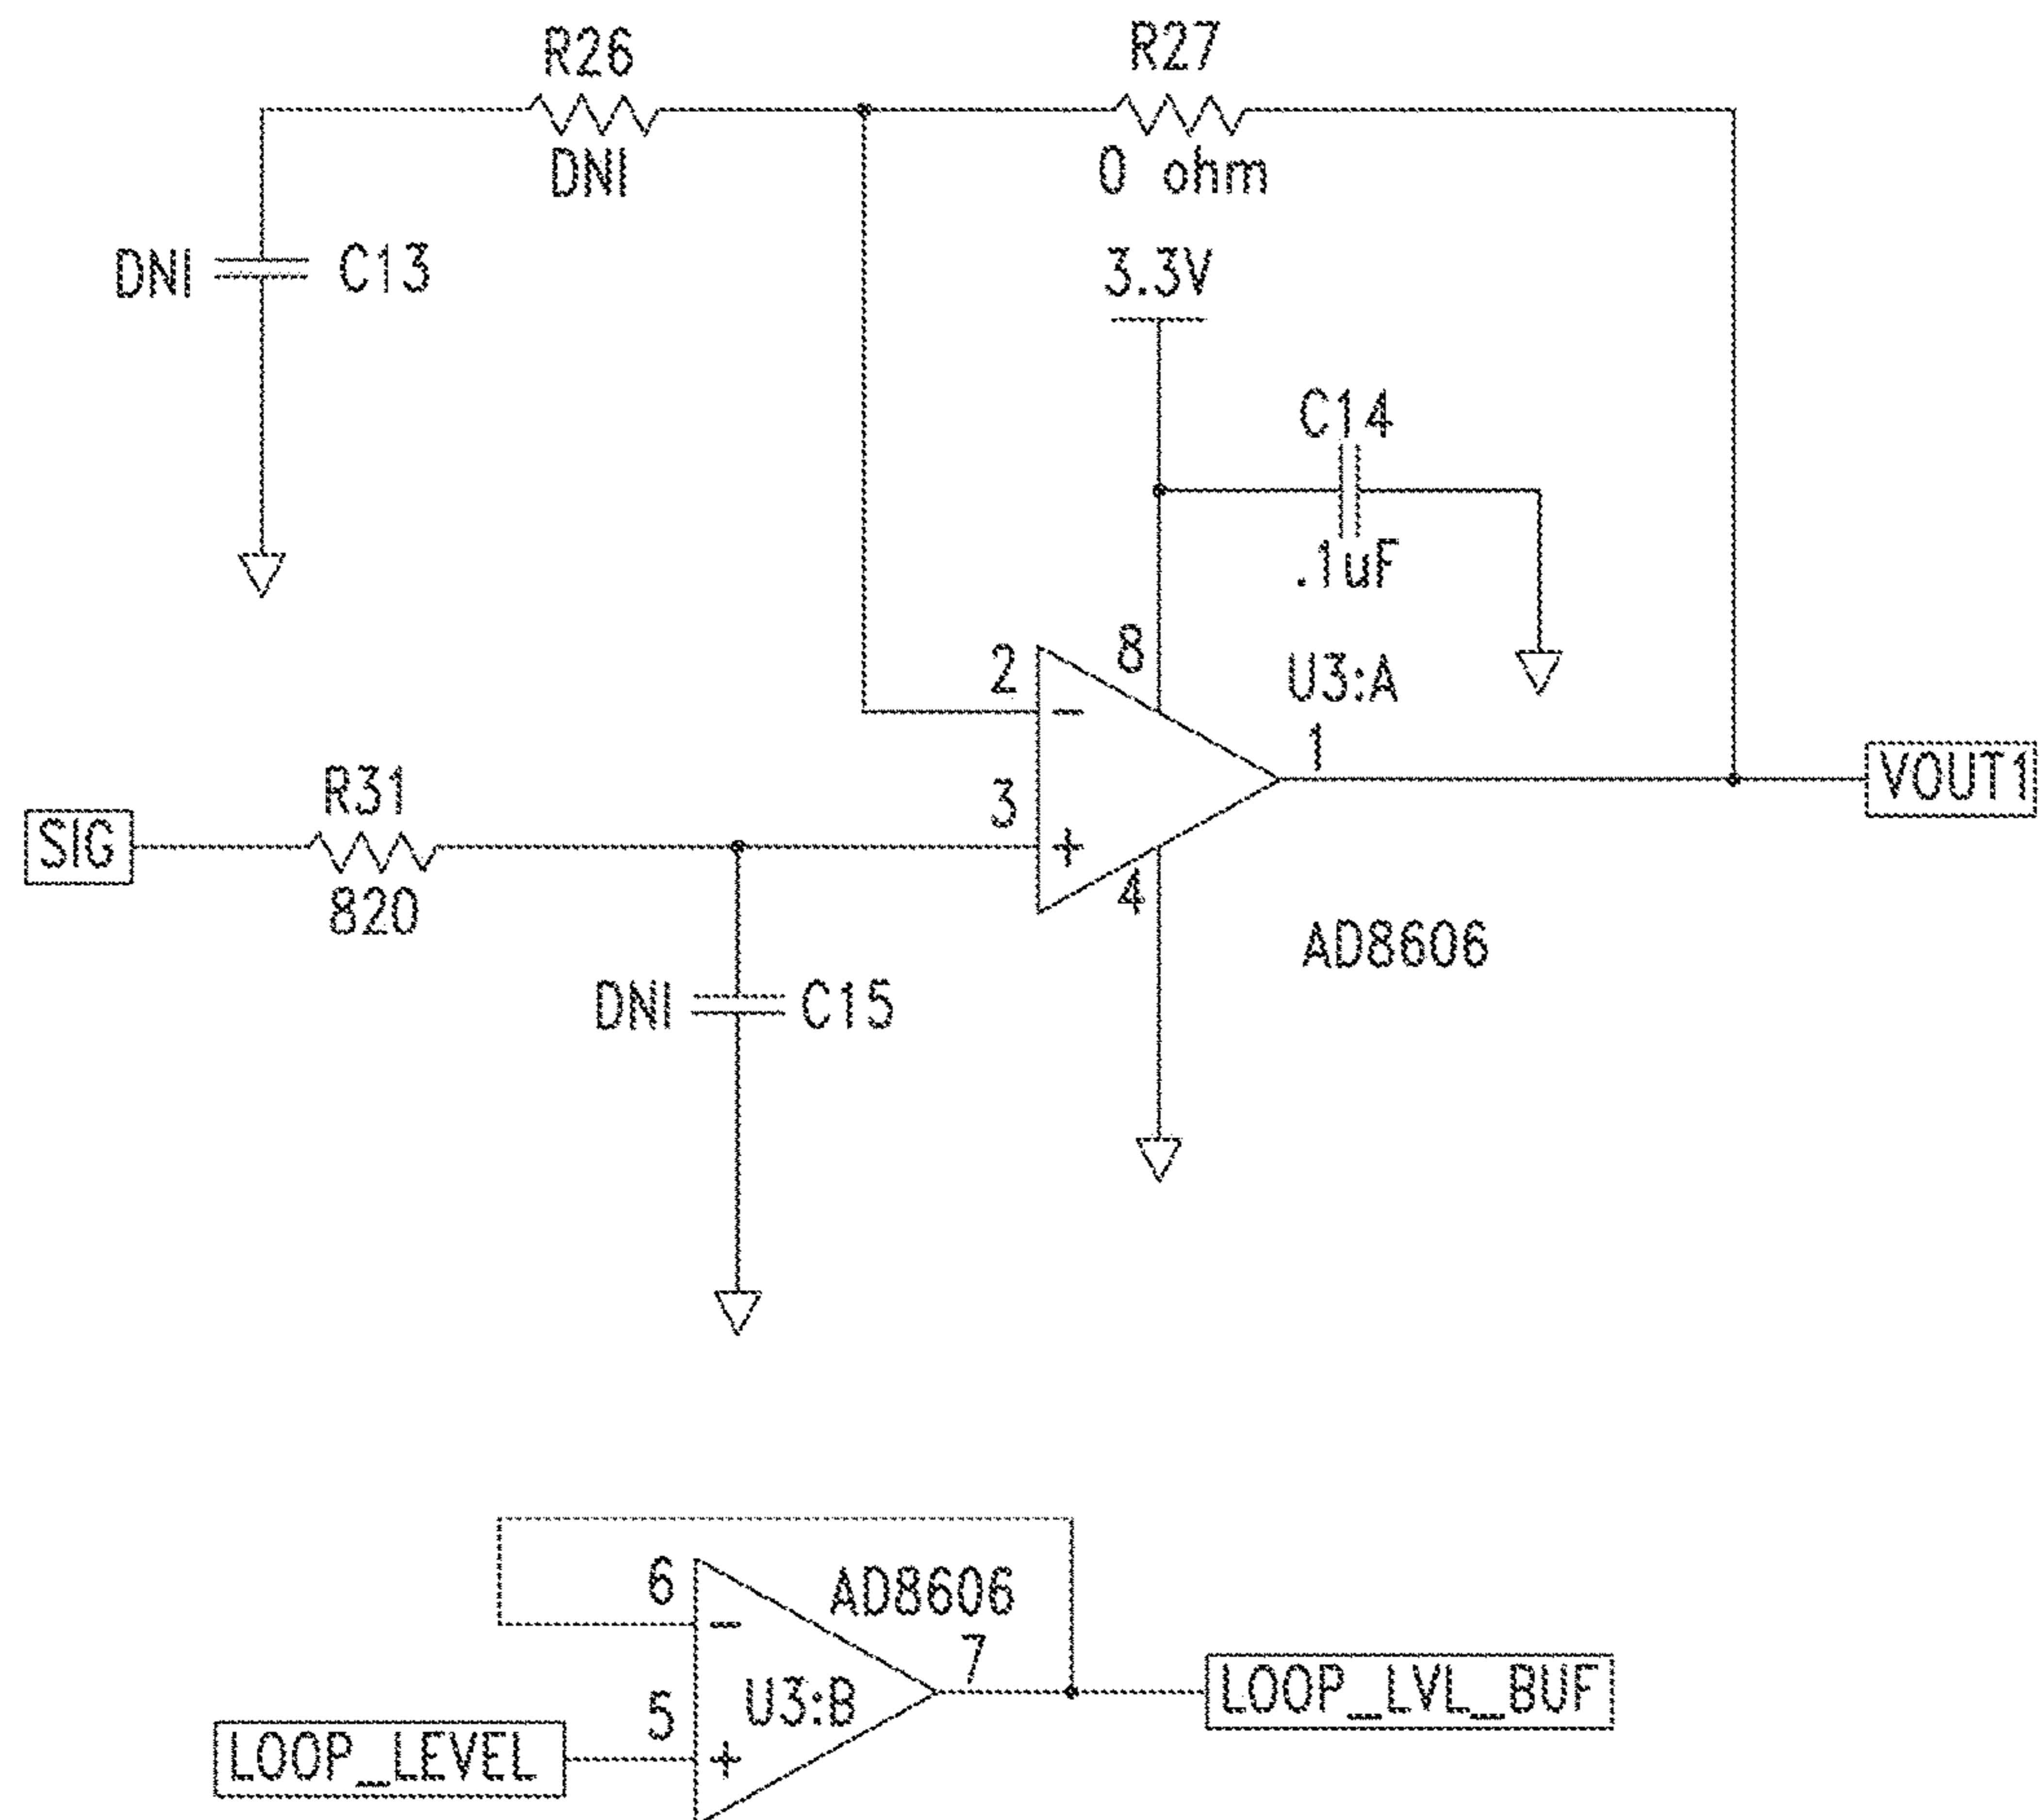 R26
R27
DNI
0 ohm
DNI
C13
3.3V
C14
.1uF
2
8
U3:A
1
VOUT1
R31
3
SIG
820
4
AD8606
DNI
C15
6
AD8606
7
5
U3:B
LOOP_LVL_BUF
LOOP_LEVEL